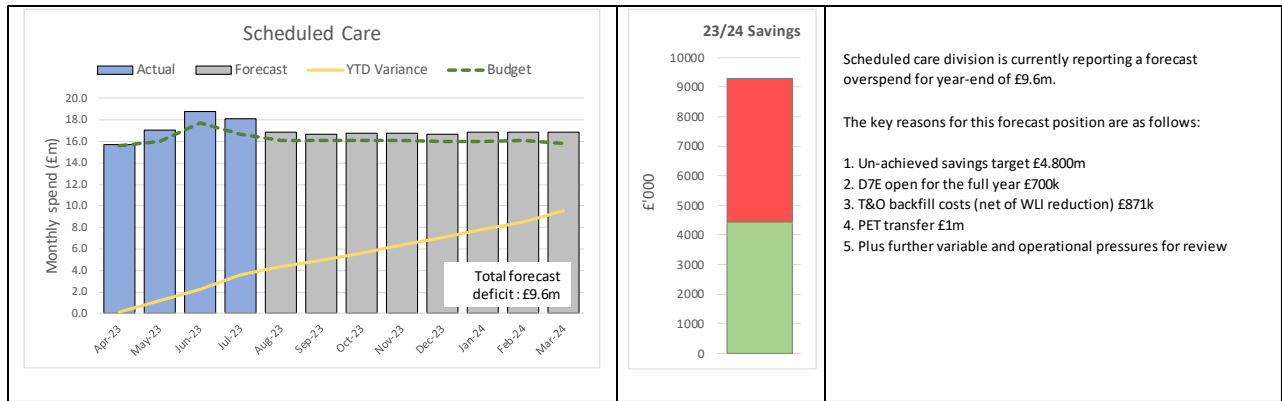 Scheduled Care
Actual
Forecast
YTD Variance
Budget
Monthly spend (£m)
20.0
18.0
16.0
14.0
12.0
10.0
8.0
6.0
4.0
2.0
0.0
Total forecast
deficit : £9.6m
Apr-23
May-23
Jun-23
Jul-23
Aug-23
Sep-23
Oct-23
Nov-23
Dec-23
Jan-24
Feb-24
Mar-24
23/24 Savings
£'000
10000
9000
8000
7000
6000
5000
4000
3000
2000
1000
0
Scheduled care division is currently reporting a forecast
overspend for year-end of £9.6m.
The key reasons for this forecast position are as follows:
1. Un-achieved savings target £4.800m
2. D7E open for the full year £700k
3. T&O backfill costs (net of WLI reduction) £871k
4. PET transfer £1m
5. Plus further variable and operational pressures for review